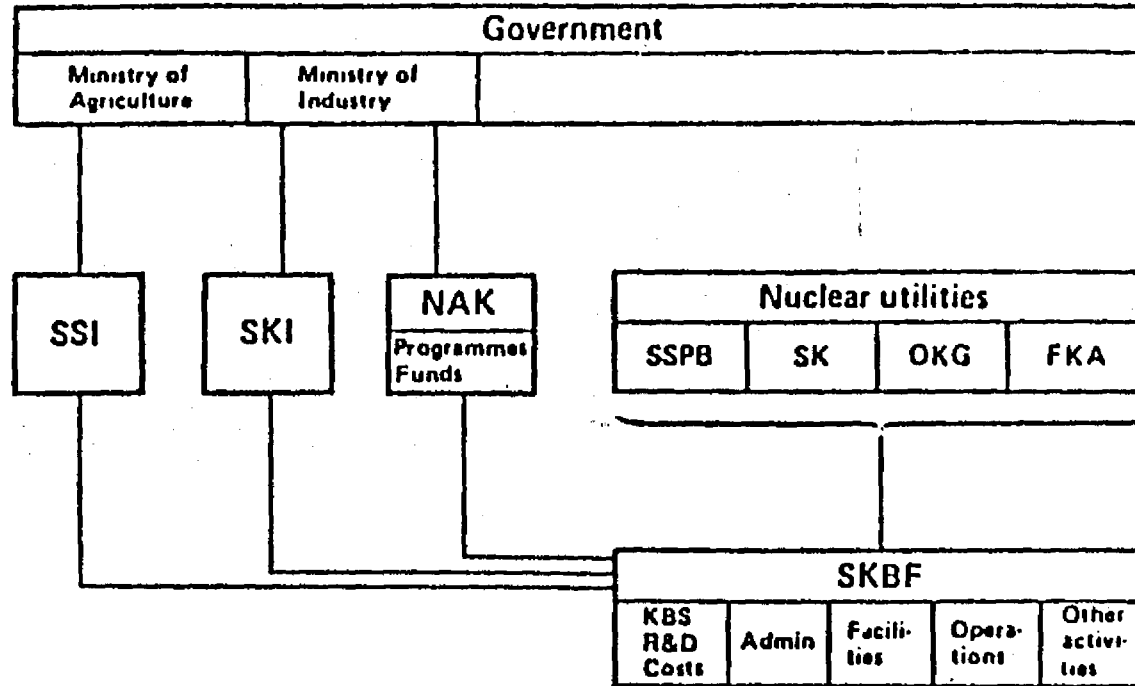 Government
Ministry of
Agriculture
Ministry of
Industry
SSI
SKI
NAK
Programmes
Funds
Nuclear utilities
SSPB
SK
OKG
FKA
SKBF
KBS
R&D
Costs
Admin
Facili-
ties
Opera-
tions
Other
activi-
ties